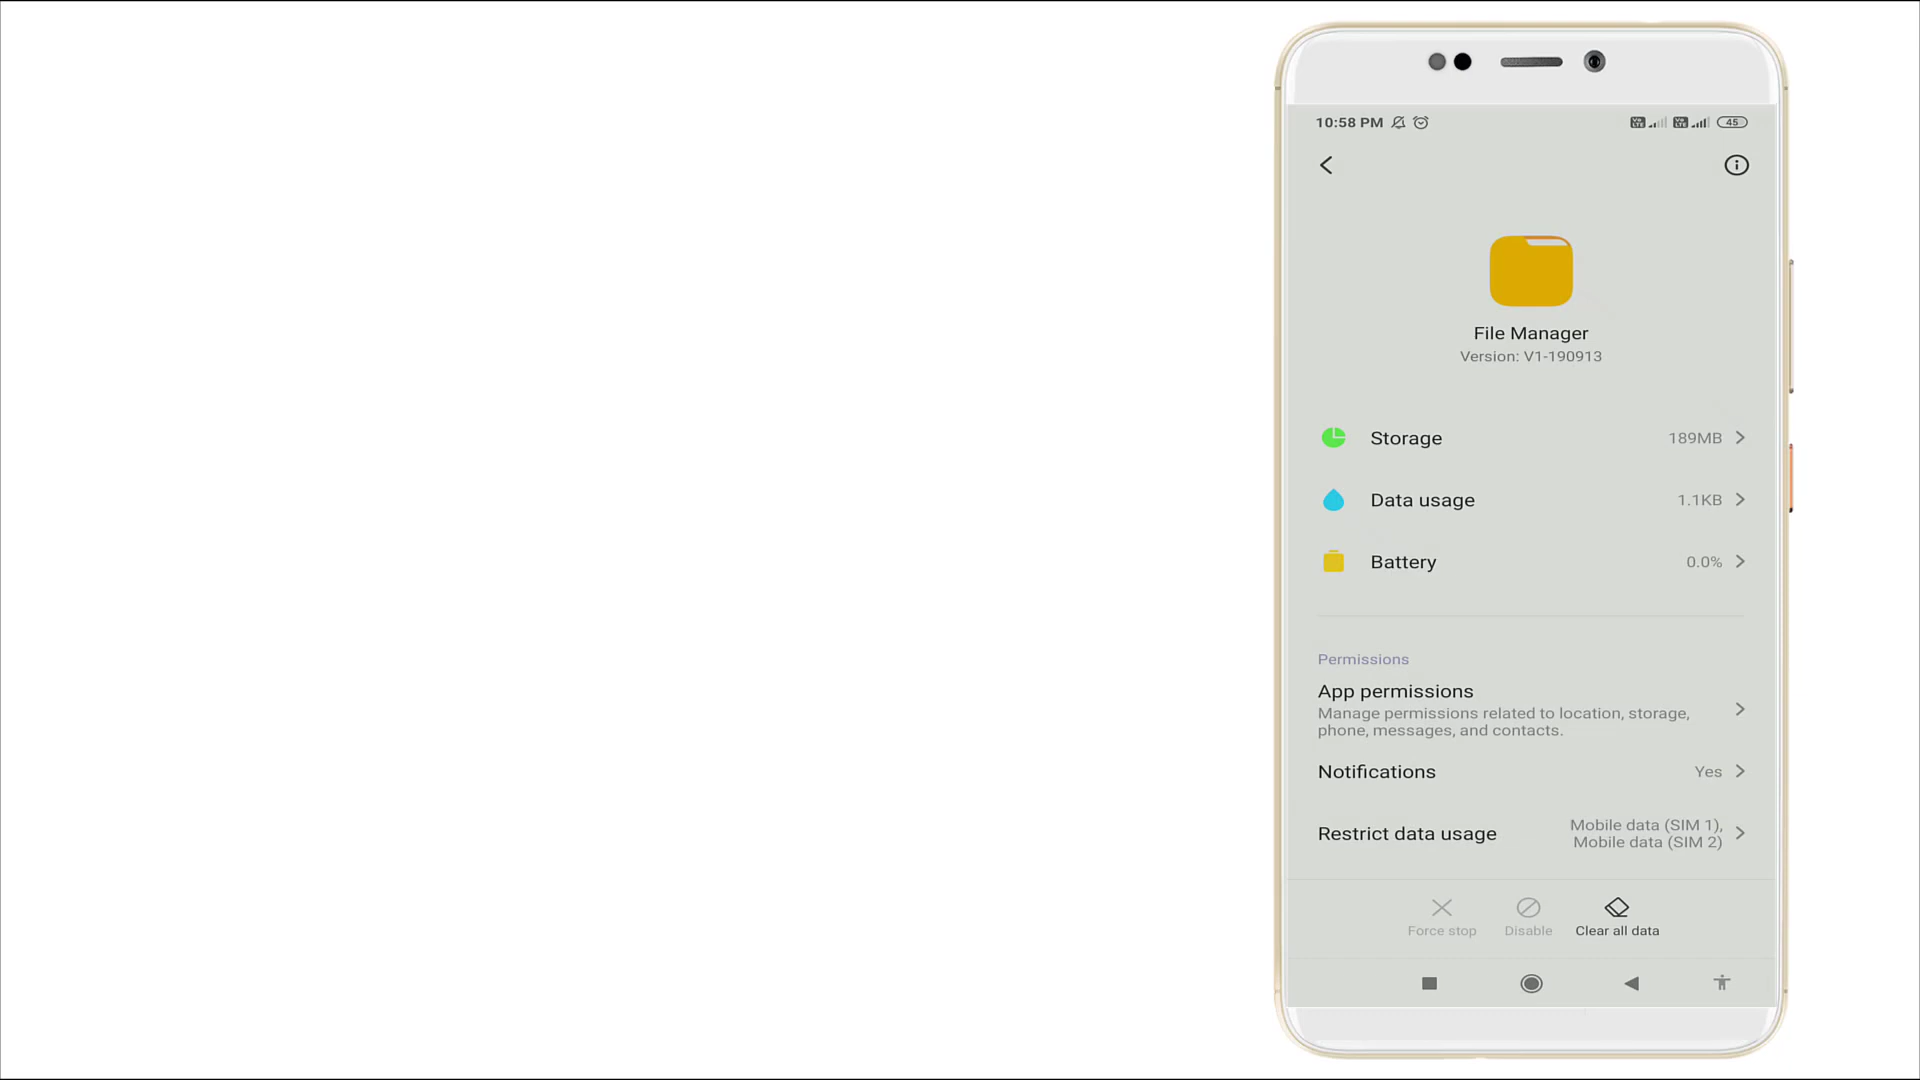 10:58 PM
45
File Manager
Version: V1-190913
Storage 189MB
Data usage 1.1KB
Battery 0.0%
Permissions
App permissions
Manage permissions related to location, storage,
phone, messages, and contacts.
Notifications Yes
Restrict data usage Mobile data (SIM 1),
Mobile data (SIM 2)
Force stop Disable Clear all data